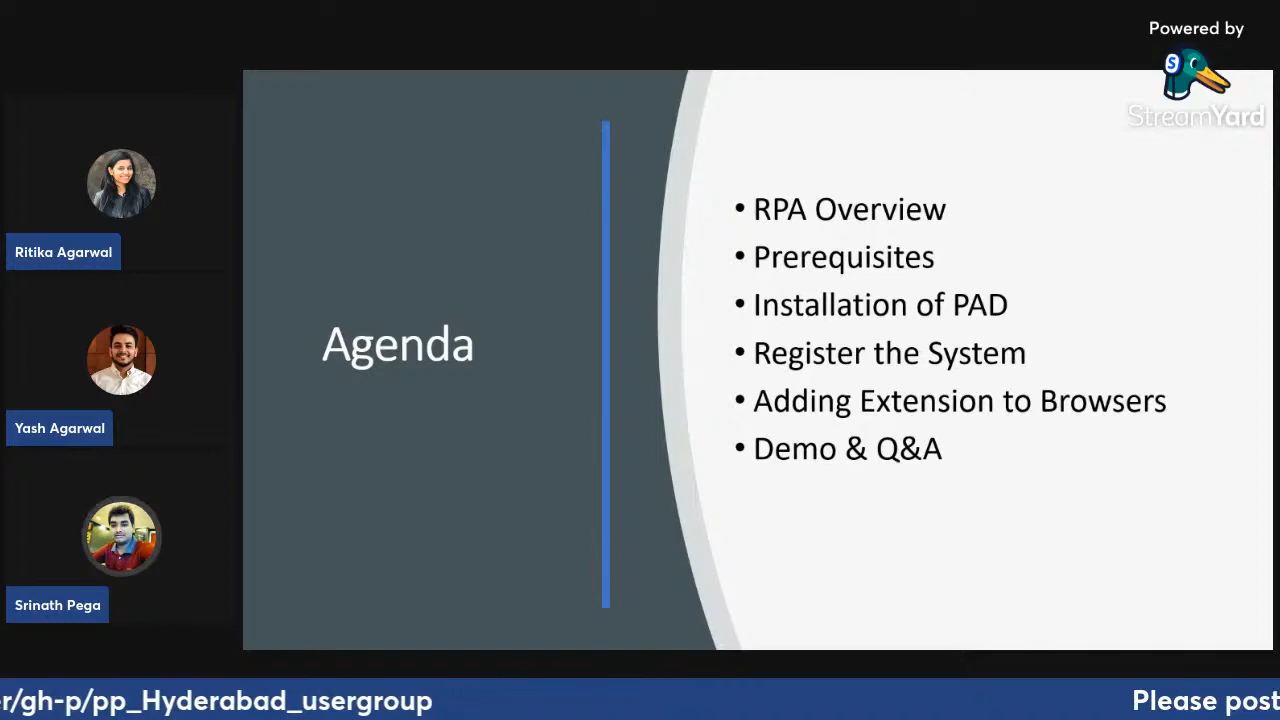 Powered by
S
StreamYard
Ritika Agarwal
Yash Agarwal
Srinath Pega
Agenda
• RPA Overview
• Prerequisites
• Installation of PAD
• Register the System
• Adding Extension to Browsers
• Demo & Q&A
r/gh-p/pp_Hyderabad_usergroup
Please post